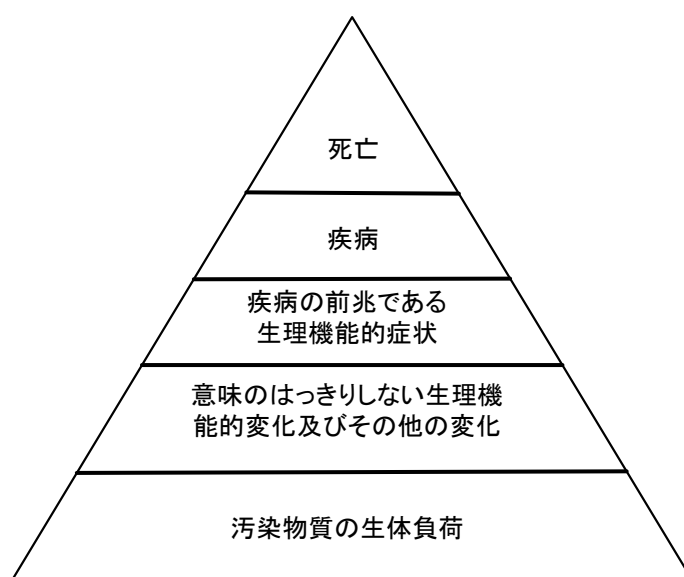 死亡
疾病
疾病の前兆である
生理機能的症状
意味のはっきりしない生理機
能的変化及びその他の変化
汚染物質の生体負荷